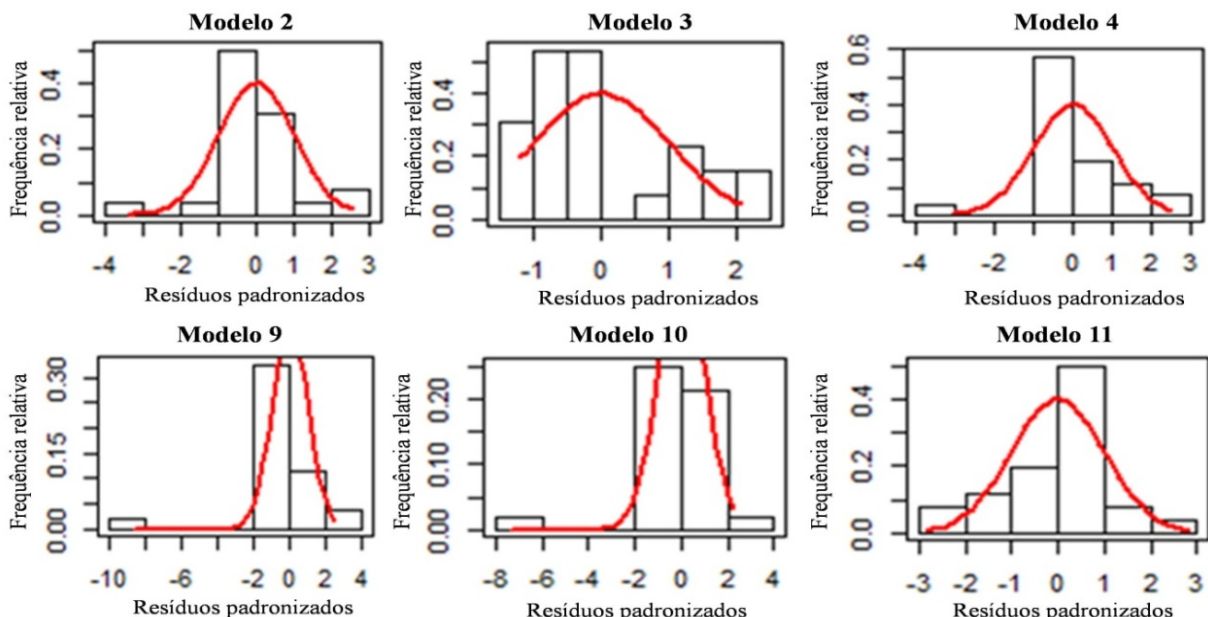 Modelo 2
Modelo 3
Modelo 4
Frequência relativa
0.0 0.2 0.4
-4 -2 0 1 2 3
Resíduos padronizados
Frequência relativa
0.0 0.2 0.4
-1 0 1 2
Resíduos padronizados
Frequência relativa
0.0 0.2 0.4 0.6
-4 -2 0 1 2 3
Resíduos padronizados
Modelo 9
Modelo 10
Modelo 11
Frequência relativa
0.00 0.15 0.30
-10 -6 -2 0 2 4
Resíduos padronizados
Frequência relativa
0.00 0.10 0.20
-8 -6 -4 -2 0 2 4
Resíduos padronizados
Frequência relativa
0.0 0.2 0.4
-3 -2 -1 0 1 2 3
Resíduos padronizados